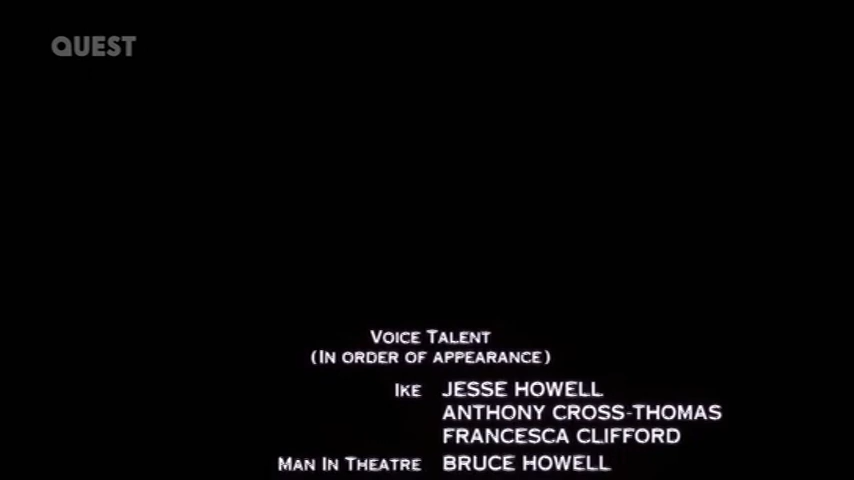 QUEST
VOICE TALENT
(IN ORDER OF APPEARANCE)
IKE JESSE HOWELL
ANTHONY CROSS-THOMAS
FRANCESCA CLIFFORD
MAN IN THEATRE BRUCE HOWELL